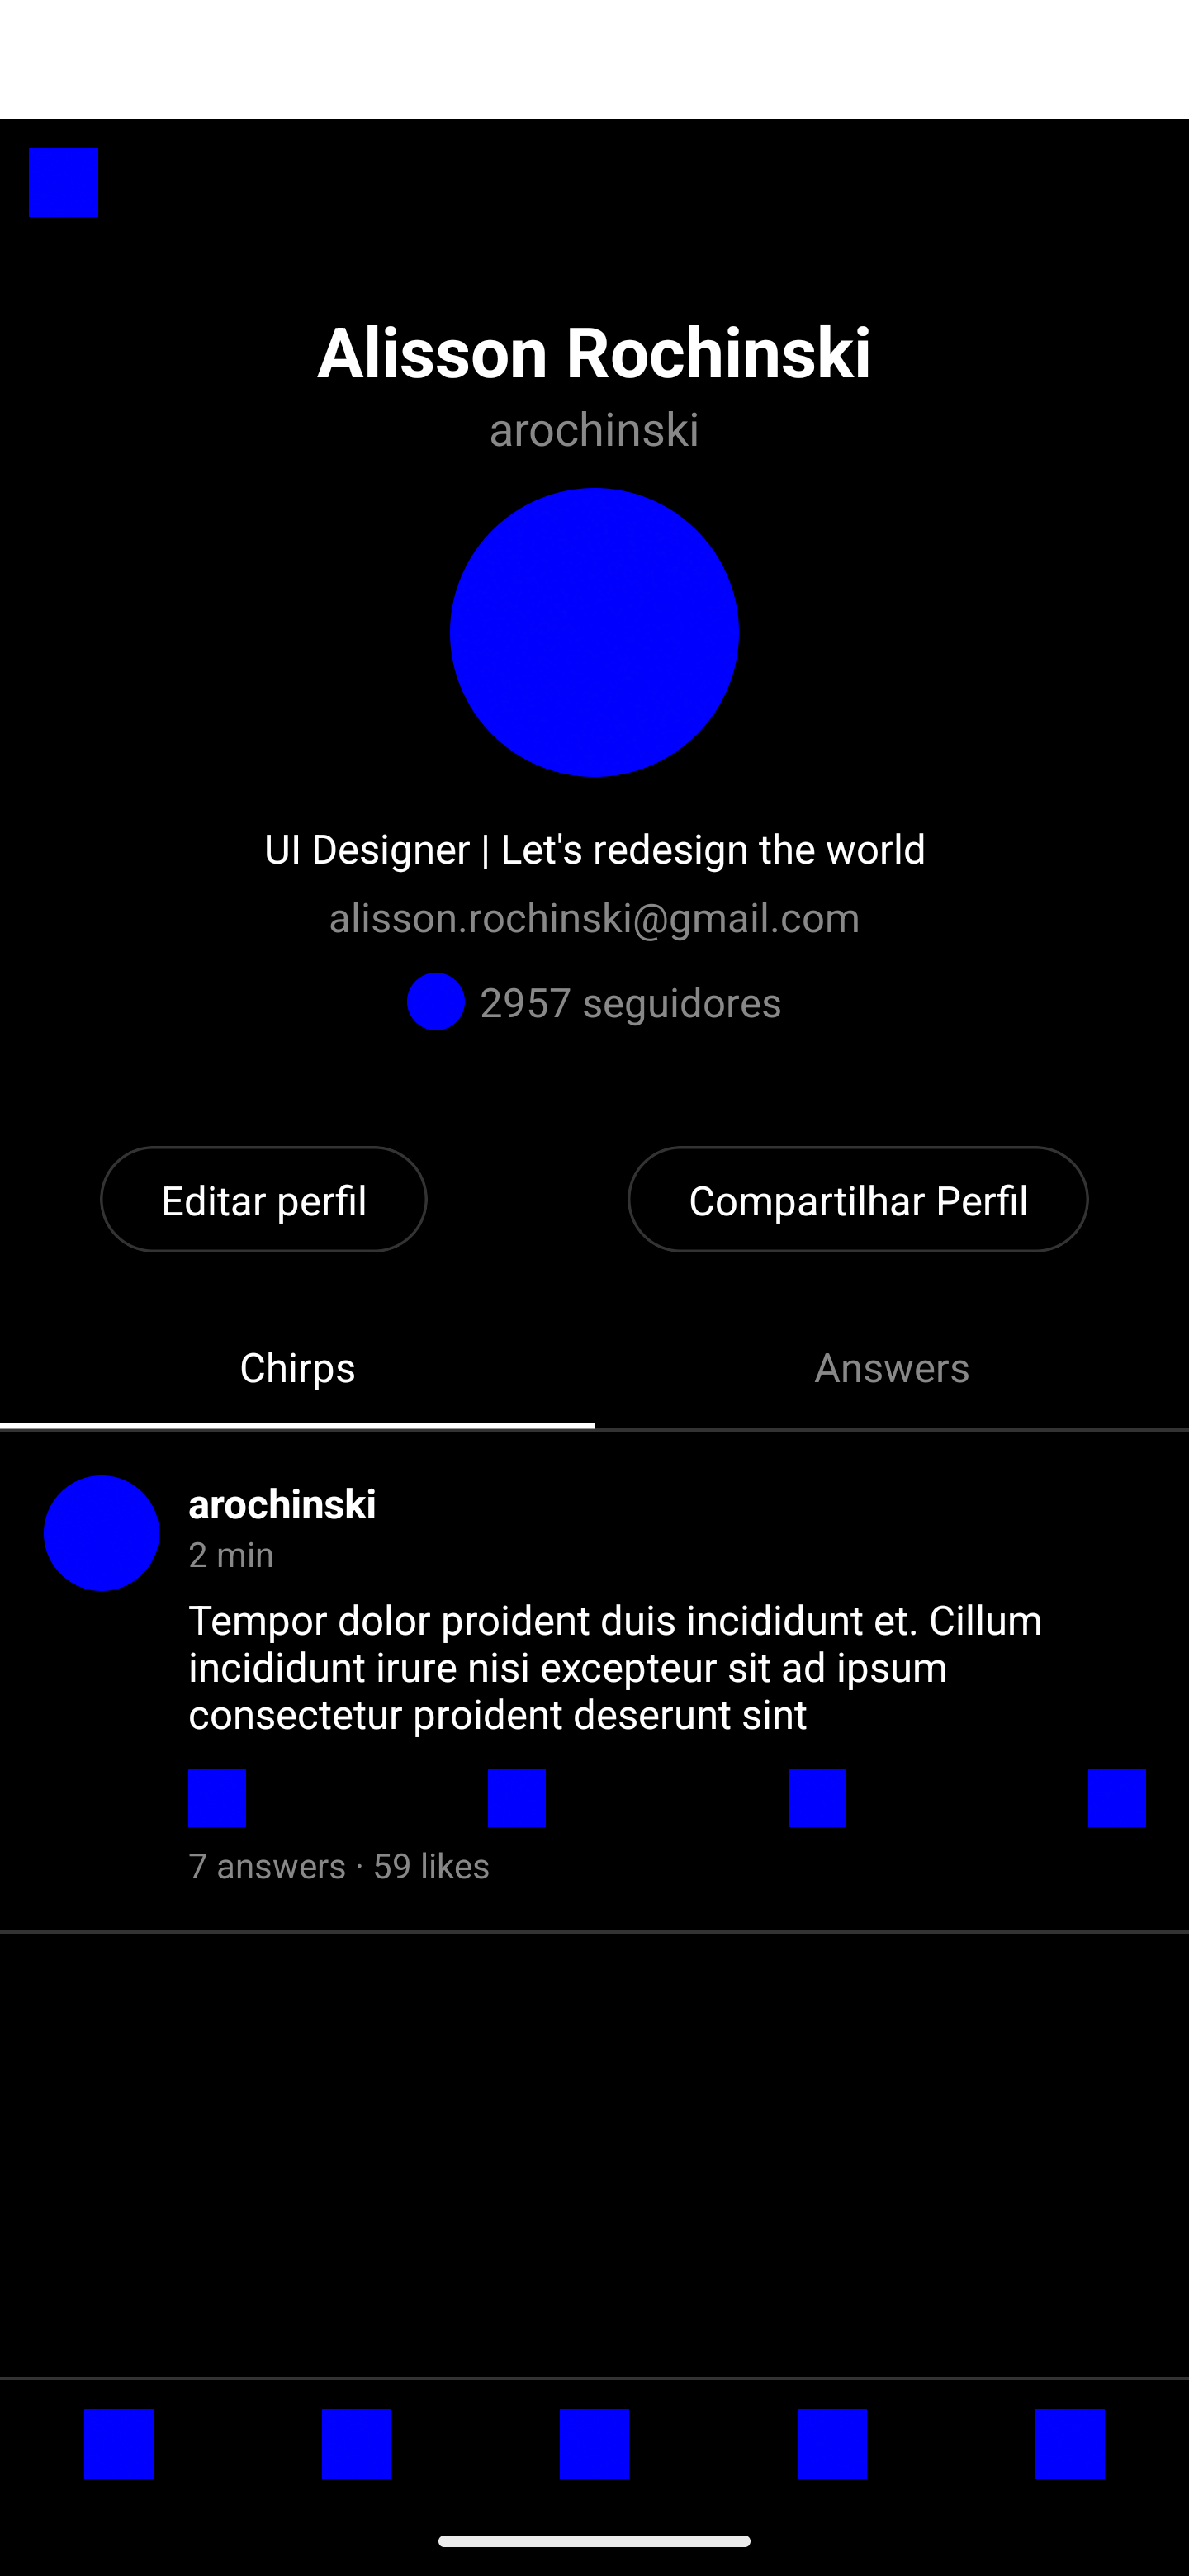 Alisson Rochinski
arochinski
UI Designer | Let's redesign the world
alisson.rochinski@gmail.com
2957 seguidores
Editar perfil
Compartilhar Perfil
Chirps
Answers
arochinski
2 min
Tempor dolor proident duis incididunt et. Cillum
incididunt irure nisi excepteur sit ad ipsum
consectetur proident deserunt sint
7 answers · 59 likes